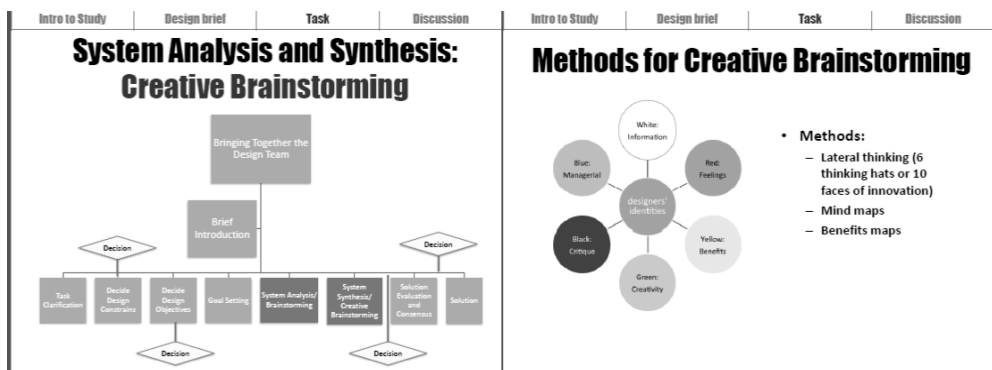 Intro to Study
Design brief
Task
Discussion
System Analysis and Synthesis:
Creative Brainstorming
Bringing Together the
Design Team
Brief
Introduction
Decision
Decision
Task
Clarification
Decide
Design
Constrains
Decide
Design
Objectives
Goal Setting
System Analysis/
Brainstorming
System
Synthesis/
Creative
Brainstorming
Solution
Evaluation
and
Consensus
Solution
Decision
Decision
Intro to Study
Design brief
Task
Discussion
Methods for Creative Brainstorming
White:
Information
Blue:
Managerial
Red:
Feelings
designers'
identities
Black:
Critique
Yellow:
Benefits
Green:
Creativity
• Methods:
– Lateral thinking (6
thinking hats or 10
faces of innovation)
– Mind maps
– Benefits maps